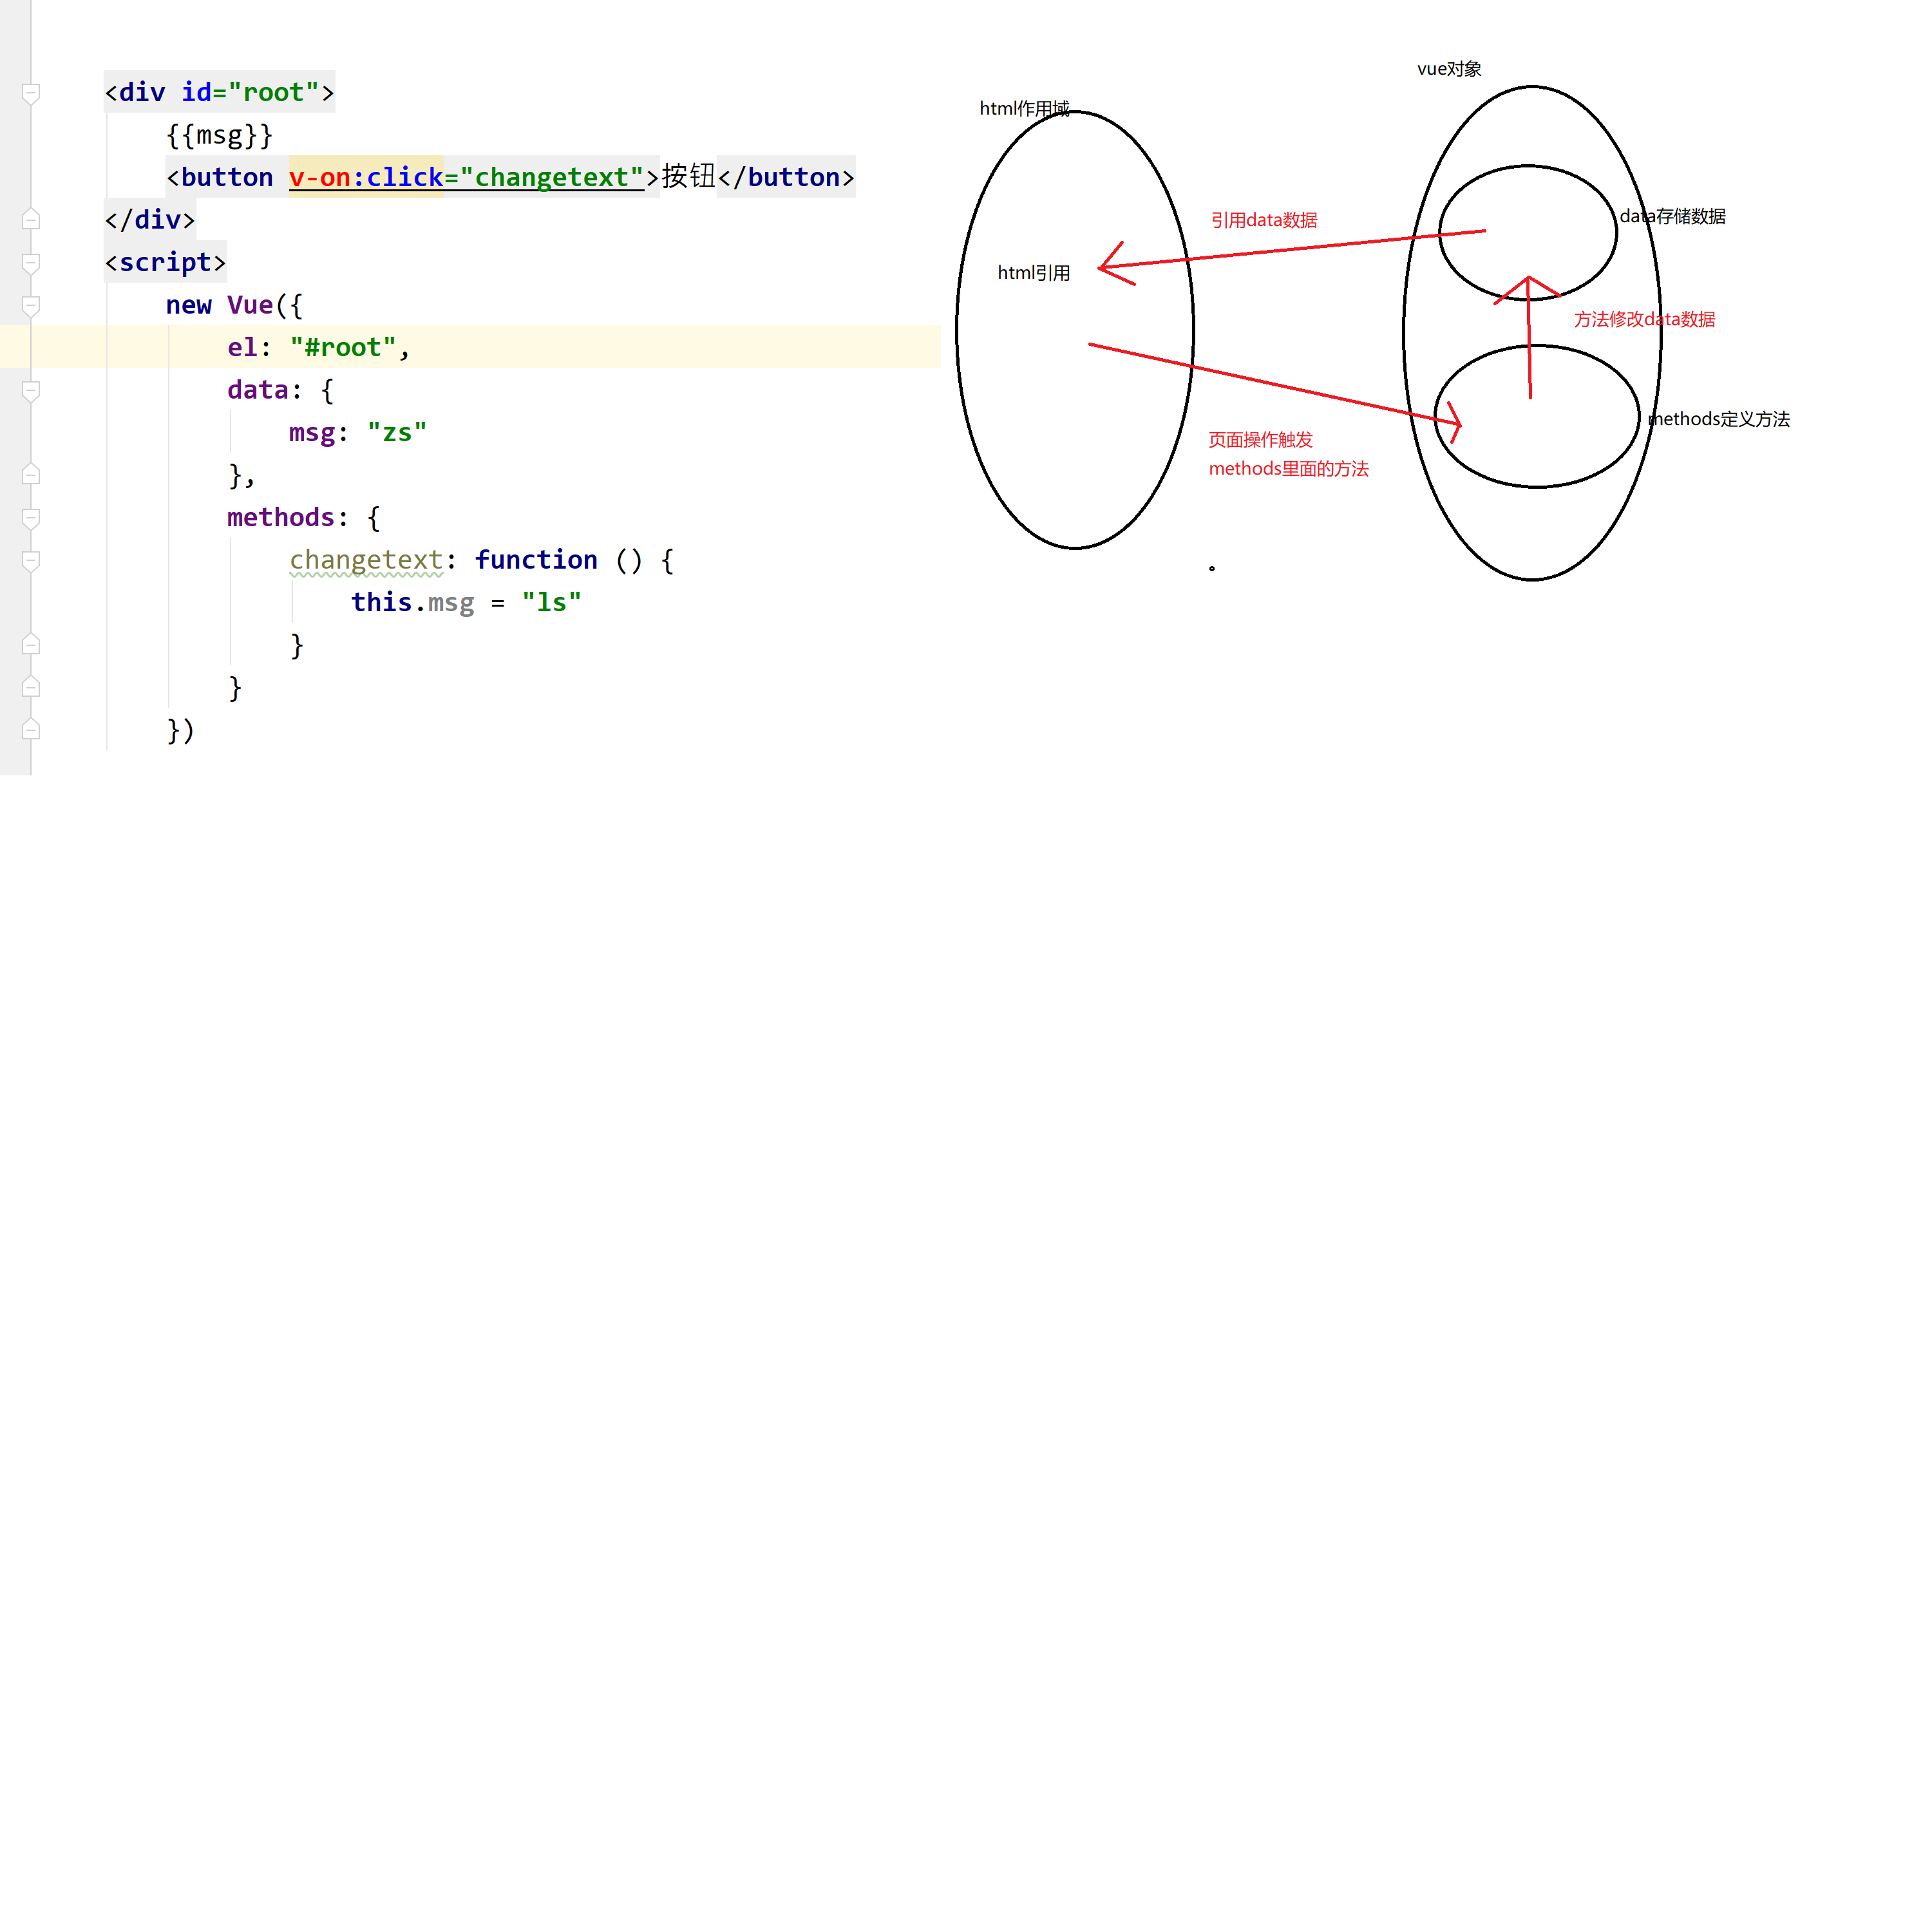 <div id="root">
    {{msg}}
    <button v-on:click="changetext">按钮</button>
</div>
<script>
    new Vue({
        el: "#root",
        data: {
            msg: "zs"
        },
        methods: {
            changetext: function () {
                this.msg = "ls"
            }
        }
    })
html作用域
html引用
引用data数据
页面操作触发
methods里面的方法
vue对象
data存储数据
方法修改data数据
methods定义方法